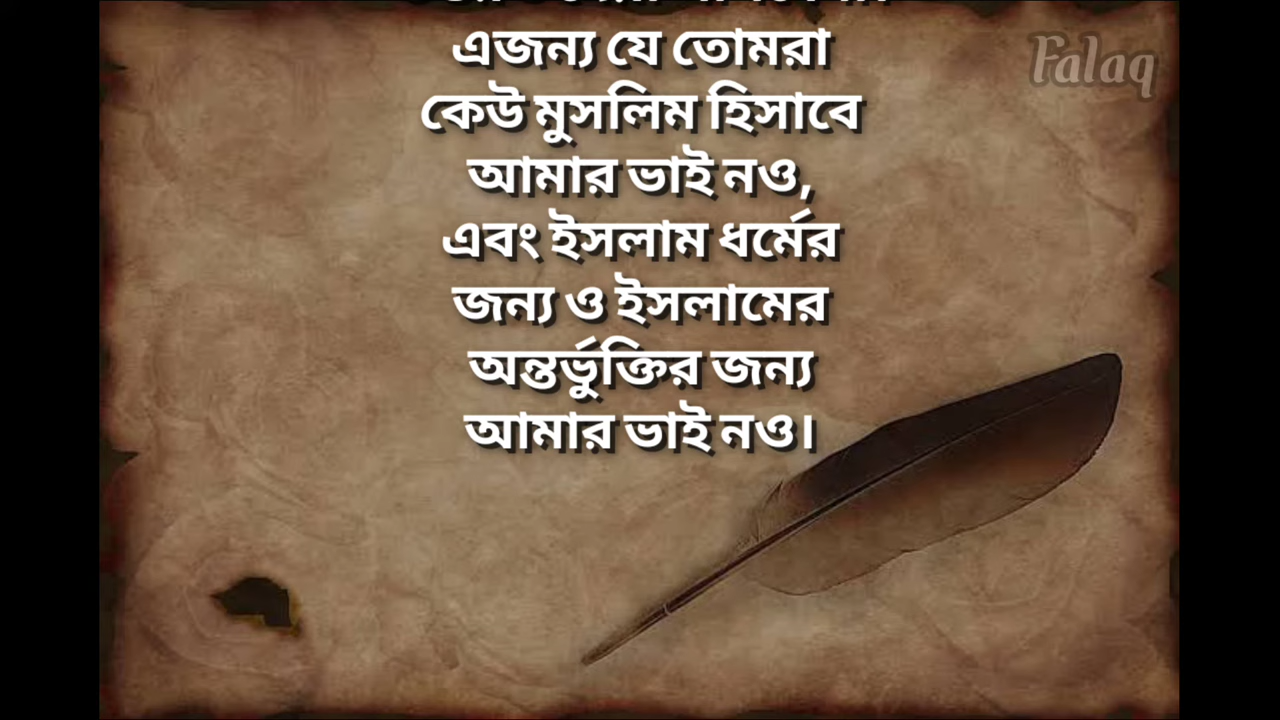 এজন্য যে তোমরা
Falaq
কেউ মুসলিম হিসাবে
আমার ভাই নও,
এবং ইসলাম ধর্মের
জন্য ও ইসলামের
অন্তর্ভুক্তির জন্য
আমার ভাই নও।